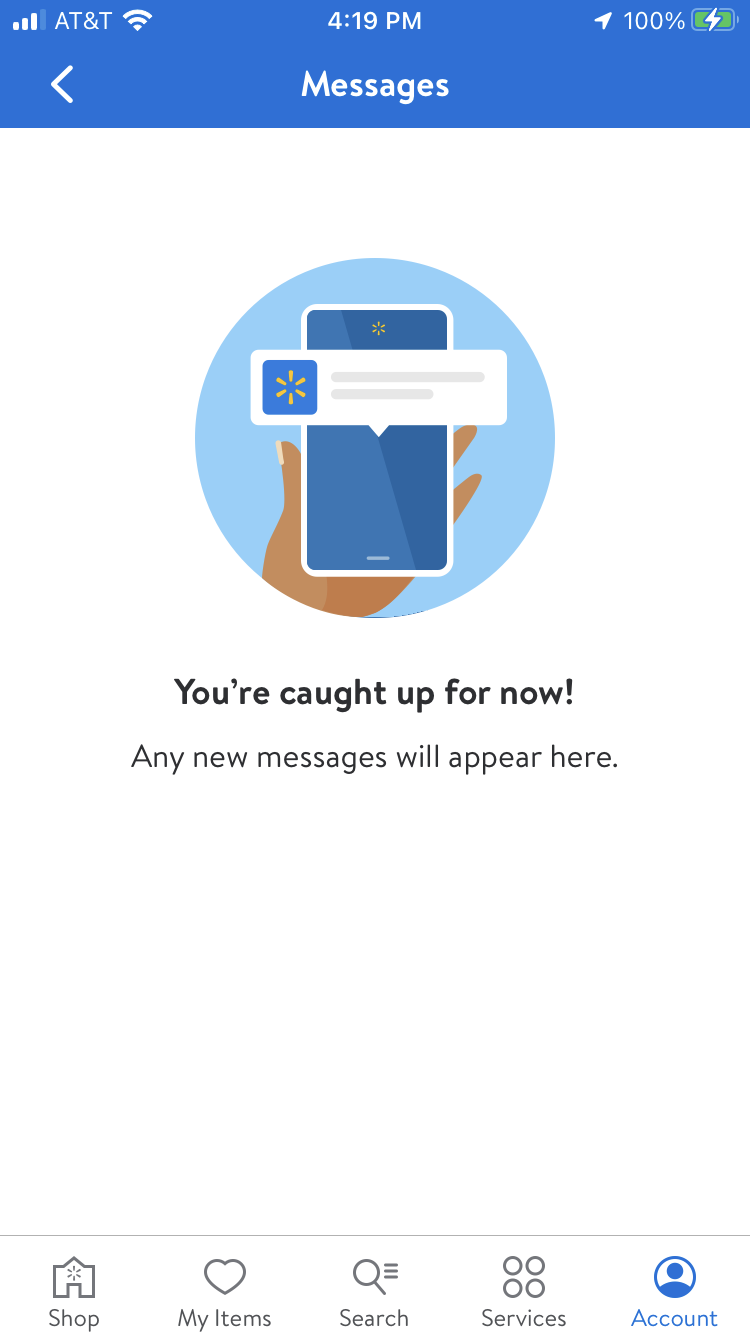 AT&T 4:19 PM 100%
Messages
You’re caught up for now!
Any new messages will appear here.
Shop My Items Search Services Account